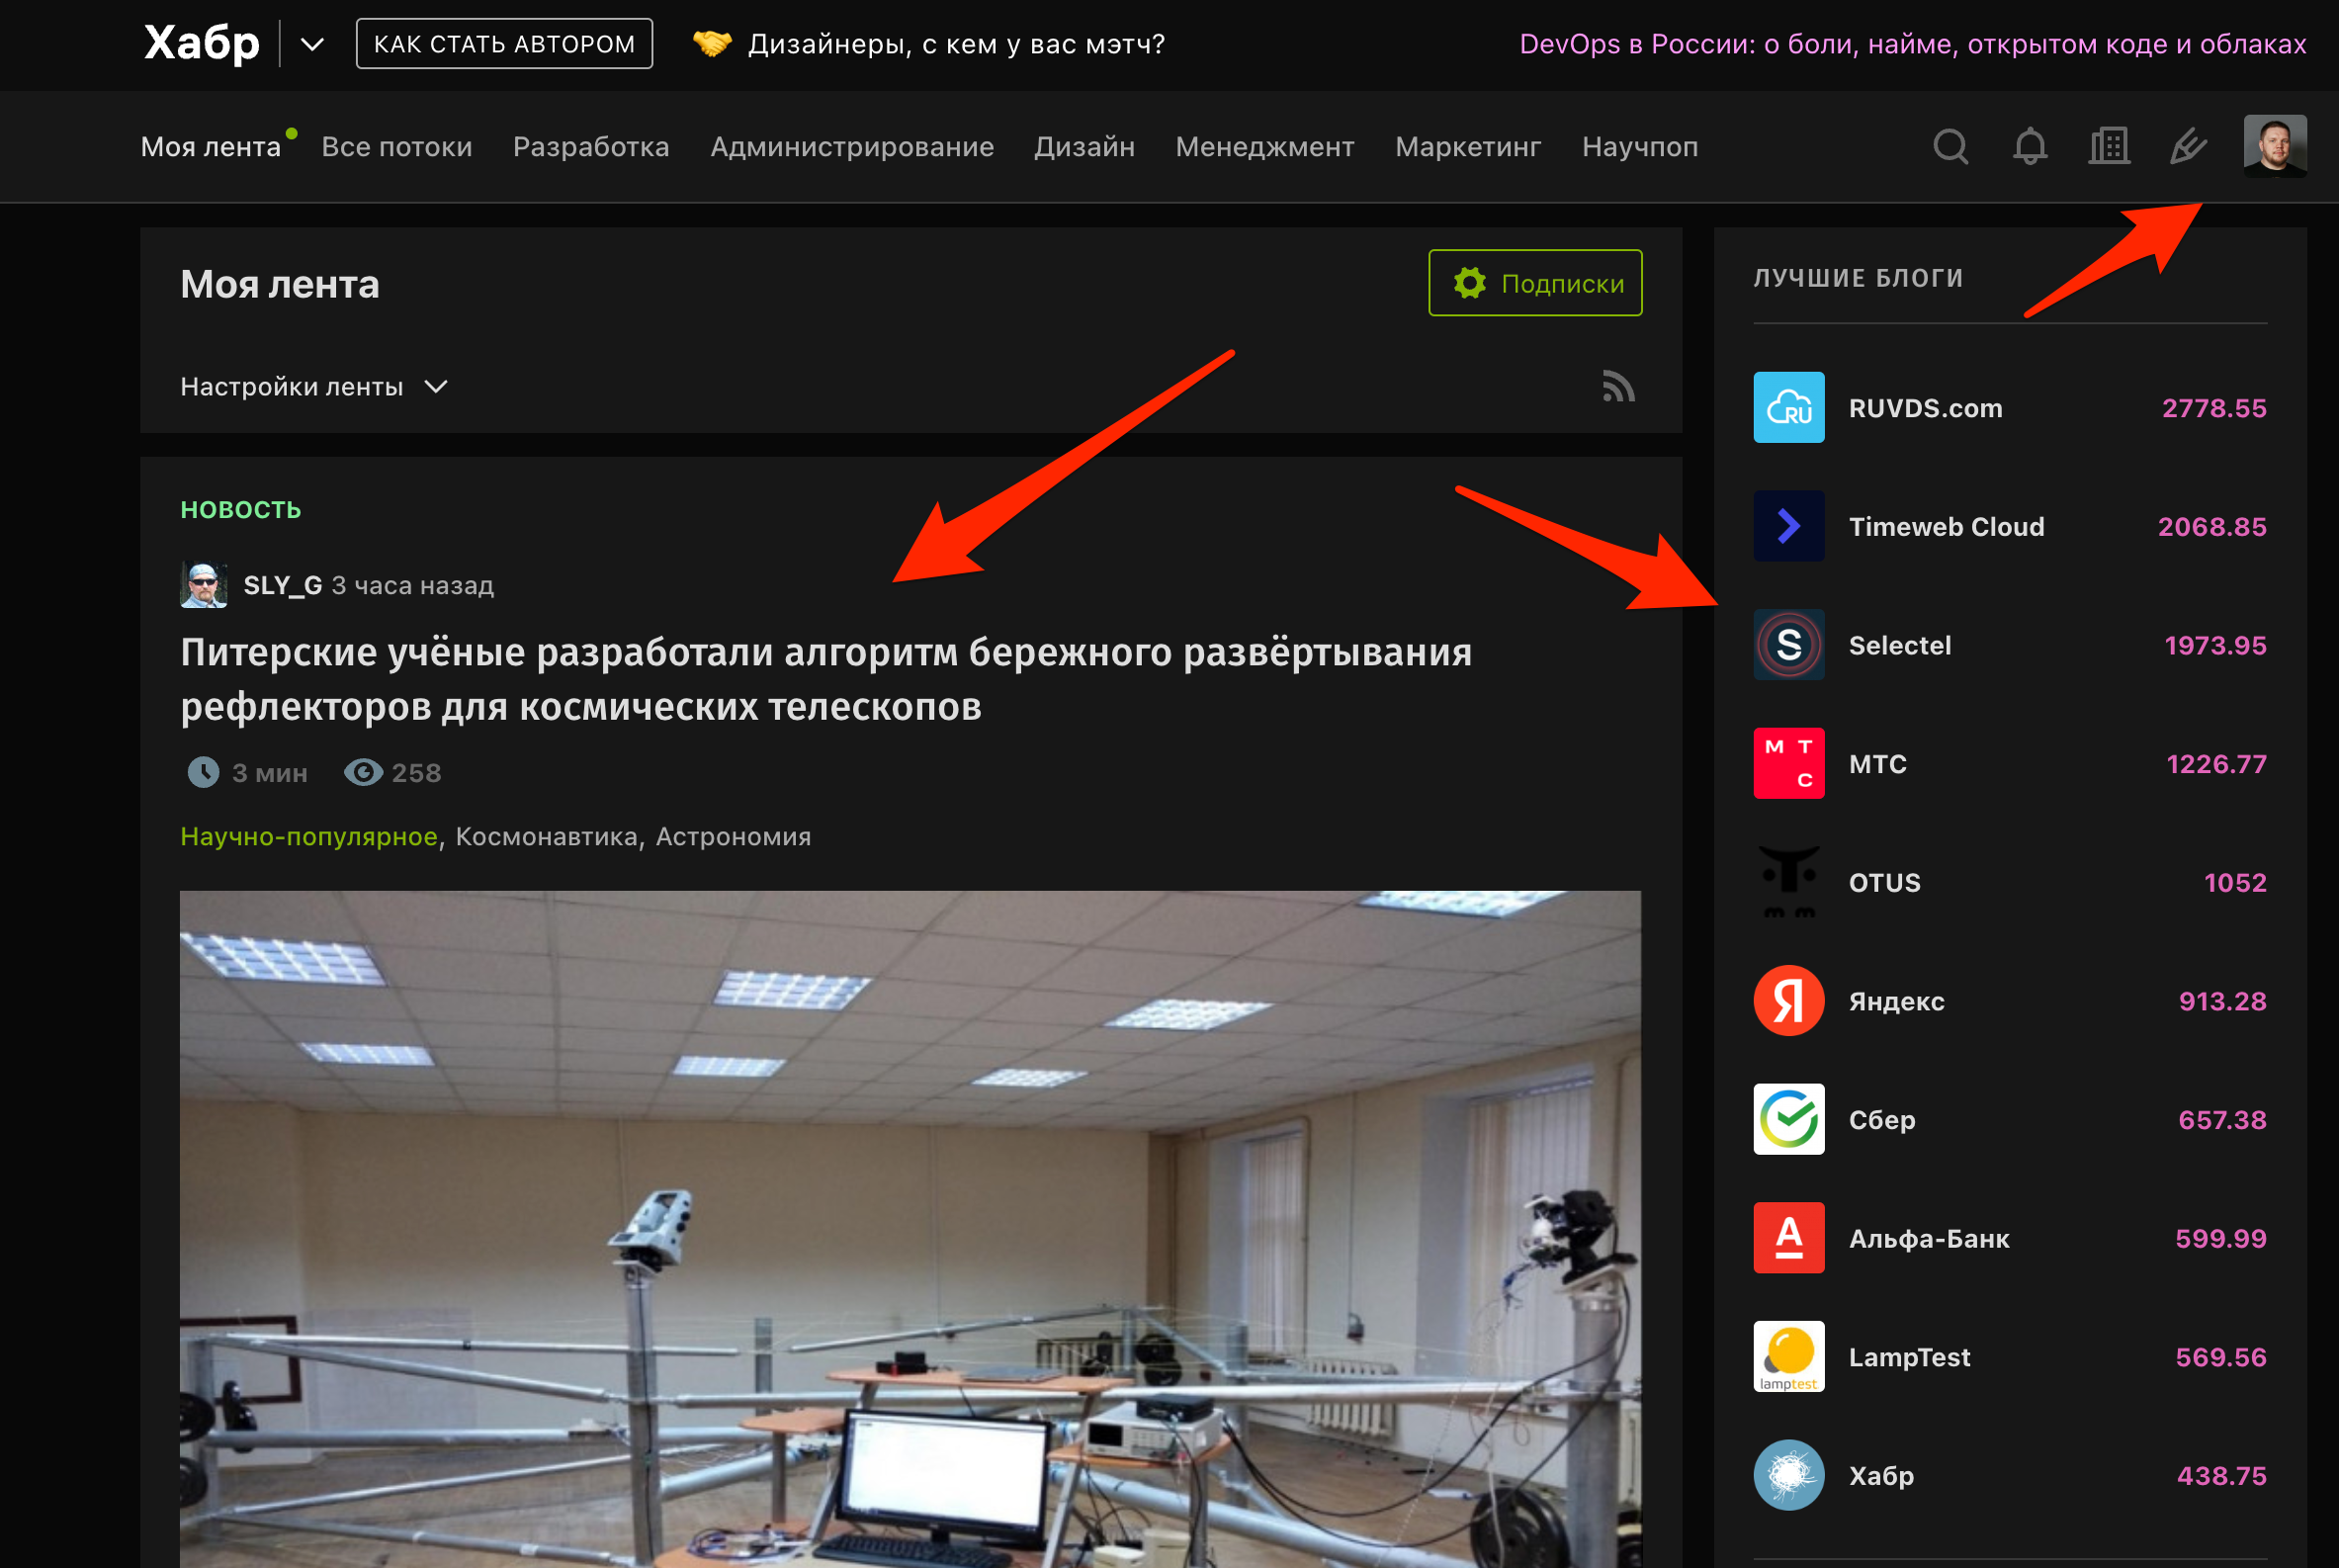 Хабр
КАК СТАТЬ АВТОРОМ
Дизайнеры, с кем у вас мэтч?
DevOps в России: о боли, найме, открытом коде и облаках
Моя лента
Все потоки
Разработка
Администрирование
Дизайн
Менеджмент
Маркетинг
Научпоп
Моя лента
Подписки
Настройки ленты
НОВОСТЬ
SLY_G 3 часа назад
Питерские учёные разработали алгоритм бережного развёртывания
рефлекторов для космических телескопов
3 мин
258
Научно-популярное, Космонавтика, Астрономия
ЛУЧШИЕ БЛОГИ
RU
RUVDS.com 2778.55
Timeweb Cloud 2068.85
S
Selectel 1973.95
М Т
С
МТС 1226.77
OTUS 1052
Я
Яндекс 913.28
Сбер 657.38
А
Альфа-Банк 599.99
lamptest
LampTest 569.56
Хабр 438.75